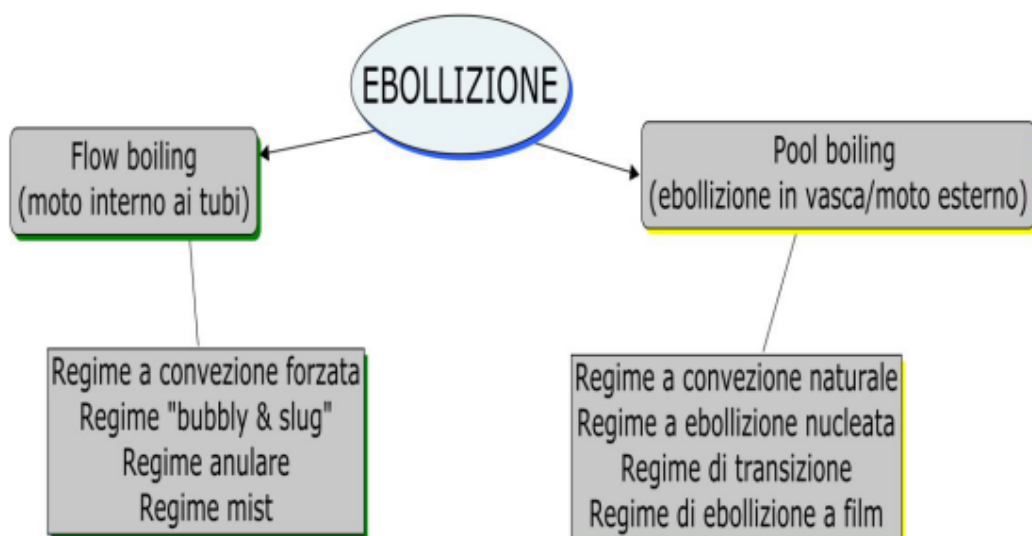 EBOLLIZIONE
Flow boiling
(moto interno ai tubi)
Pool boiling
(ebollizione in vasca/moto esterno)
Regime a convezione forzata
Regime "bubbly & slug"
Regime anulare
Regime mist
Regime a convezione naturale
Regime a ebollizione nucleata
Regime di transizione
Regime di ebollizione a film